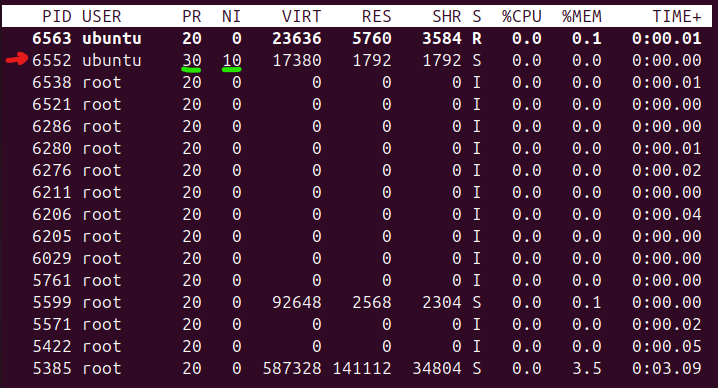 PID USER PR NI VIRT RES SHR S %CPU %MEM TIME+
6563 ubuntu 20 0 23636 5760 3584 R 0.0 0.1 0:00.01
6552 ubuntu 30 10 17380 1792 1792 S 0.0 0.0 0:00.00
6538 root 20 0 0 0 0 I 0.0 0.0 0:00.01
6521 root 20 0 0 0 0 I 0.0 0.0 0:00.00
6286 root 20 0 0 0 0 I 0.0 0.0 0:00.00
6280 root 20 0 0 0 0 I 0.0 0.0 0:00.01
6276 root 20 0 0 0 0 I 0.0 0.0 0:00.02
6211 root 20 0 0 0 0 I 0.0 0.0 0:00.00
6206 root 20 0 0 0 0 I 0.0 0.0 0:00.04
6205 root 20 0 0 0 0 I 0.0 0.0 0:00.00
6029 root 20 0 0 0 0 I 0.0 0.0 0:00.00
5761 root 20 0 0 0 0 I 0.0 0.0 0:00.00
5599 root 20 0 92648 2568 2304 S 0.0 0.1 0:00.00
5571 root 20 0 0 0 0 I 0.0 0.0 0:00.02
5422 root 20 0 0 0 0 I 0.0 0.0 0:00.05
5385 root 20 0 587328 141112 34804 S 0.0 3.5 0:03.09